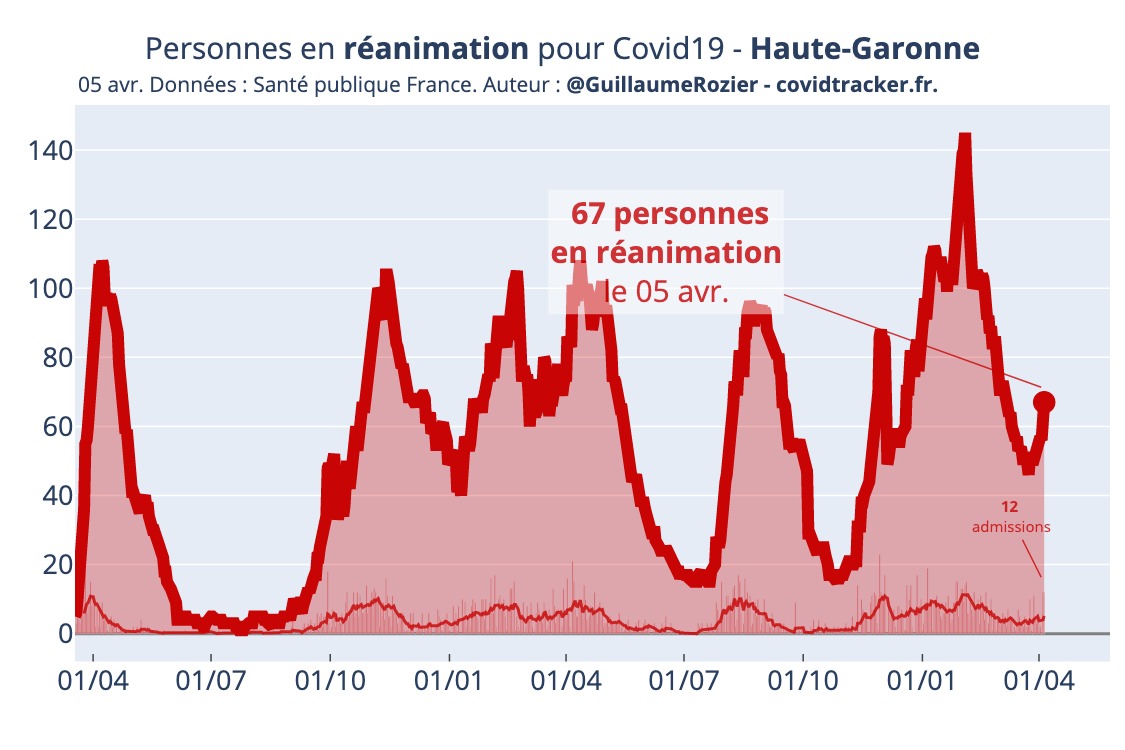 Personnes en réanimation pour Covid19 - Haute-Garonne
05 avr. Données : Santé publique France. Auteur : @GuillaumeRozier - covidtracker.fr.
140
120
100
80
60
40
20
0
67 personnes
en réanimation
le 05 avr.
12
admissions
01/04 01/07 01/10 01/01 01/04 01/07 01/10 01/01 01/04